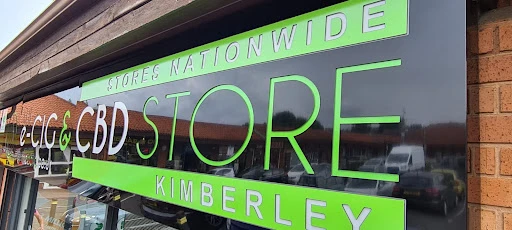 STORES NATIONWIDE
e-CIG & CBD STORE
KIMBERLEY